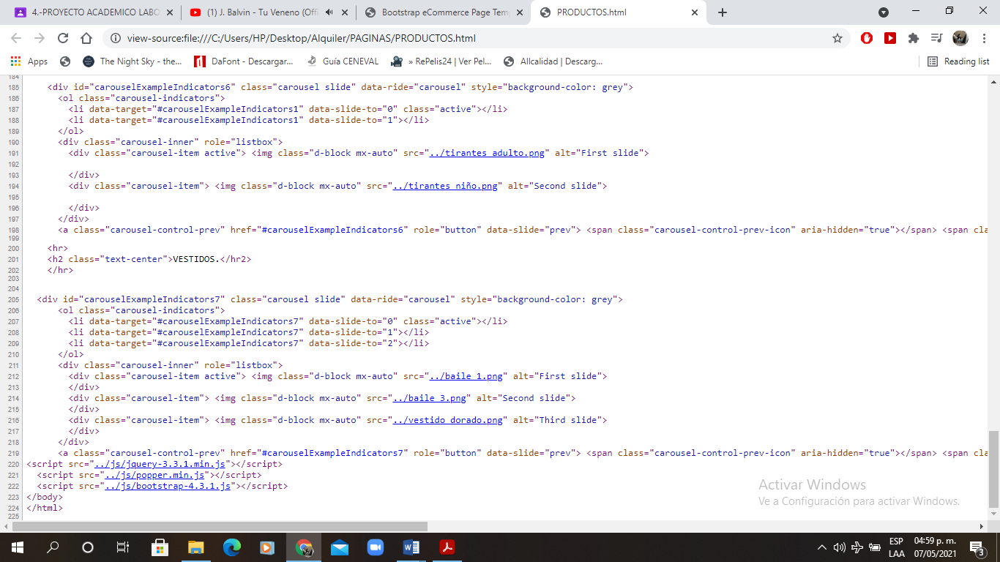 4.-PROYECTO ACADEMICO LABO
(1) J. Balvin - Tu Veneno (Offi
Bootstrap eCommerce Page Tem
PRODUCTOS.html
view-source:file:///C:/Users/HP/Desktop/Alquiler/PAGINAS/PRODUCTOS.html
Apps
The Night Sky - the...
DaFont - Descargar...
Guía CENEVAL
» RePelis24 | Ver Pel...
Allcalidad | Descarg...
Reading list
184
185 <div id="carouselExampleIndicators6" class="carousel slide" data-ride="carousel" style="background-color: grey">
186 <ol class="carousel-indicators">
187 <li data-target="#carouselExampleIndicators1" data-slide-to="0" class="active"></li>
188 <li data-target="#carouselExampleIndicators1" data-slide-to="1"></li>
189 </ol>
190 <div class="carousel-inner" role="listbox">
191 <div class="carousel-item active"> <img class="d-block mx-auto" src="../tirantes adulto.png" alt="First slide">
192
193 </div>
194 <div class="carousel-item"> <img class="d-block mx-auto" src="../tirantes niño.png" alt="Second slide">
195
196 </div>
197 </div>
198 <a class="carousel-control-prev" href="#carouselExampleIndicators6" role="button" data-slide="prev"> <span class="carousel-control-prev-icon" aria-hidden="true"></span> <span cla
199
200 <hr>
201 <h2 class="text-center">VESTIDOS.</hr2>
202 </hr>
203
204
205 <div id="carouselExampleIndicators7" class="carousel slide" data-ride="carousel" style="background-color: grey">
206 <ol class="carousel-indicators">
207 <li data-target="#carouselExampleIndicators7" data-slide-to="0" class="active"></li>
208 <li data-target="#carouselExampleIndicators7" data-slide-to="1"></li>
209 <li data-target="#carouselExampleIndicators7" data-slide-to="2"></li>
210 </ol>
211 <div class="carousel-inner" role="listbox">
212 <div class="carousel-item active"> <img class="d-block mx-auto" src="../baile 1.png" alt="First slide">
213 </div>
214 <div class="carousel-item"> <img class="d-block mx-auto" src="../baile 3.png" alt="Second slide">
215 </div>
216 <div class="carousel-item"> <img class="d-block mx-auto" src="../vestido dorado.png" alt="Third slide">
217 </div>
218 </div>
219 <a class="carousel-control-prev" href="#carouselExampleIndicators7" role="button" data-slide="prev"> <span class="carousel-control-prev-icon" aria-hidden="true"></span> <span cla
220 <script src="../js/jquery-3.3.1.min.js"></script>
221 <script src="../js/popper.min.js"></script>
222 <script src="../js/bootstrap-4.3.1.js"></script>
223 </body>
224 </html>
225
Activar Windows
Ve a Configuración para activar Windows.
ESP 04:59 p. m.
LAA 07/05/2021
3